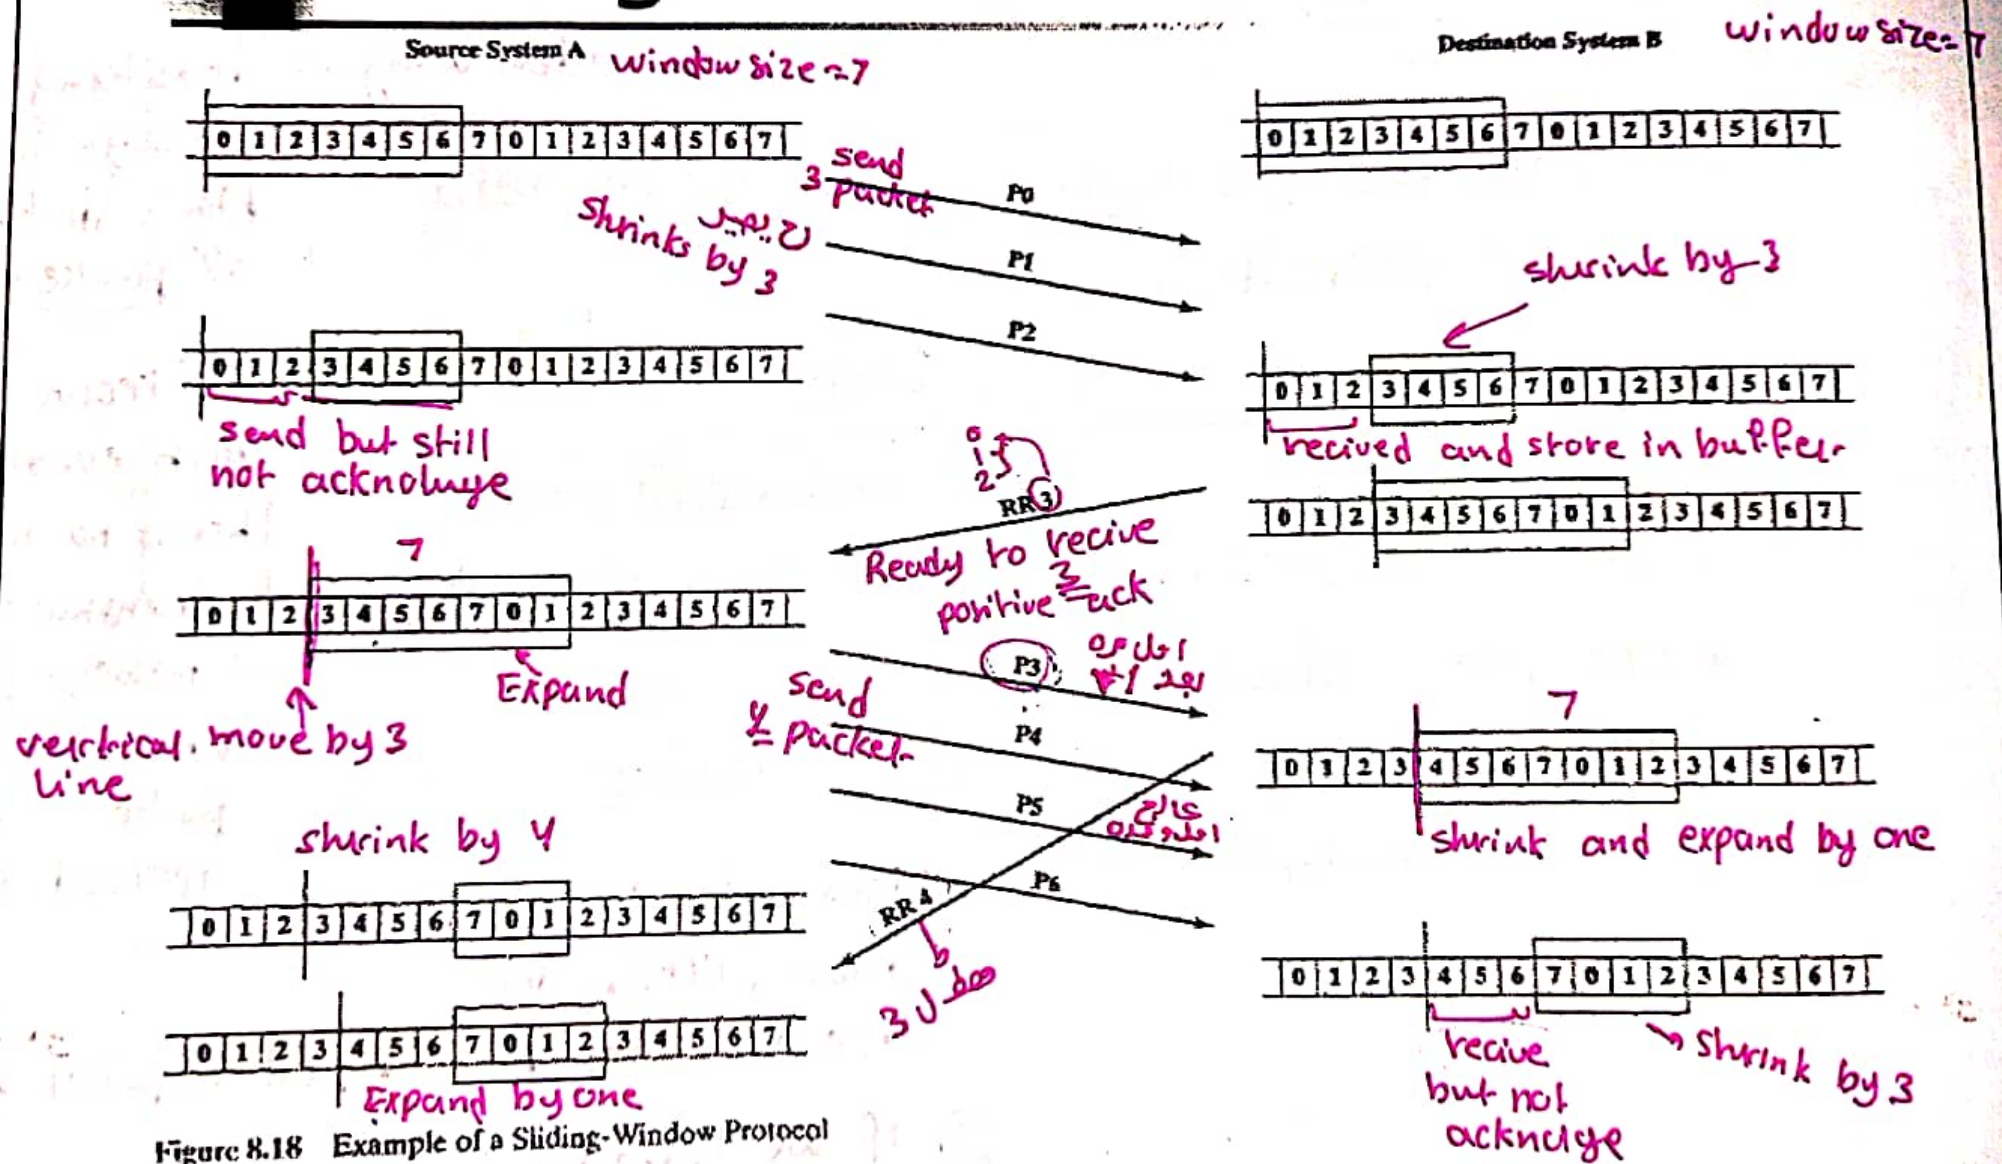 Source System A
window size = 7
Destination System B
window size = 7
0 1 2 3 4 5 6 7 0 1 2 3 4 5 6 7
0 1 2 3 4 5 6 7 0 1 2 3 4 5 6 7
send
3 packet
P0
shrinks by 3
P1
shrink by 3
P2
0 1 2 3 4 5 6 7 0 1 2 3 4 5 6 7
0 1 2 3 4 5 6 7 0 1 2 3 4 5 6 7
send but still
not acknoluge
recived and store in buffer
0
1
2
RR 3
0 1 2 3 4 5 6 7 0 1 2 3 4 5 6 7
Ready to recive
3
positive ack
7
0 1 2 3 4 5 6 7 0 1 2 3 4 5 6 7
Expand
vertical move by 3
line
P3
send
4 packet
P4
P5
P6
RR 4
7
0 1 2 3 4 5 6 7 0 1 2 3 4 5 6 7
shrink and expand by one
shrink by 4
0 1 2 3 4 5 6 7 0 1 2 3 4 5 6 7
0 1 2 3 4 5 6 7 0 1 2 3 4 5 6 7
recive
but not
acknolge
shrink by 3
0 1 2 3 4 5 6 7 0 1 2 3 4 5 6 7
Expand by one
Figure 8.18 Example of a Sliding-Window Protocol